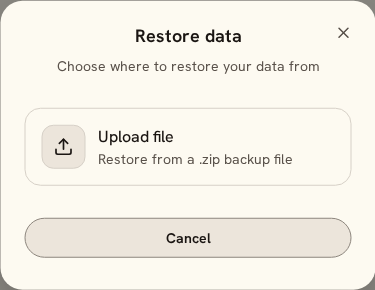 Restore data
Choose where to restore your data from
Upload file
Restore from a .zip backup file
Cancel